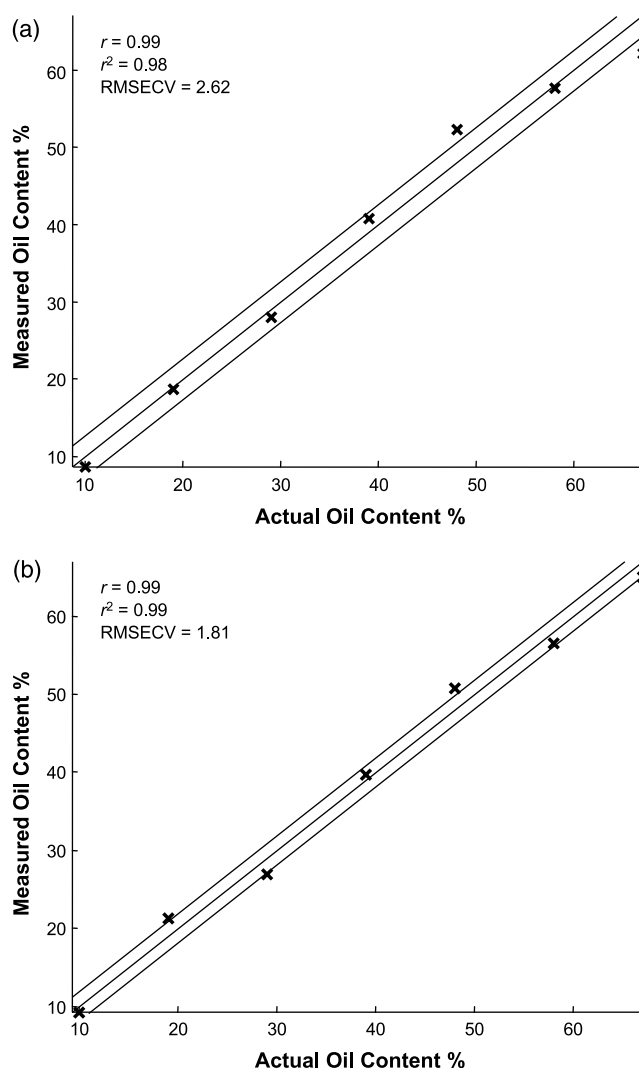 (a)
r = 0.99
r² = 0.98
RMSECV = 2.62
60
50
40
30
20
10
Measured Oil Content %
10 20 30 40 50 60
Actual Oil Content %
(b)
r = 0.99
r² = 0.99
RMSECV = 1.81
60
50
40
30
20
10
Measured Oil Content %
10 20 30 40 50 60
Actual Oil Content %